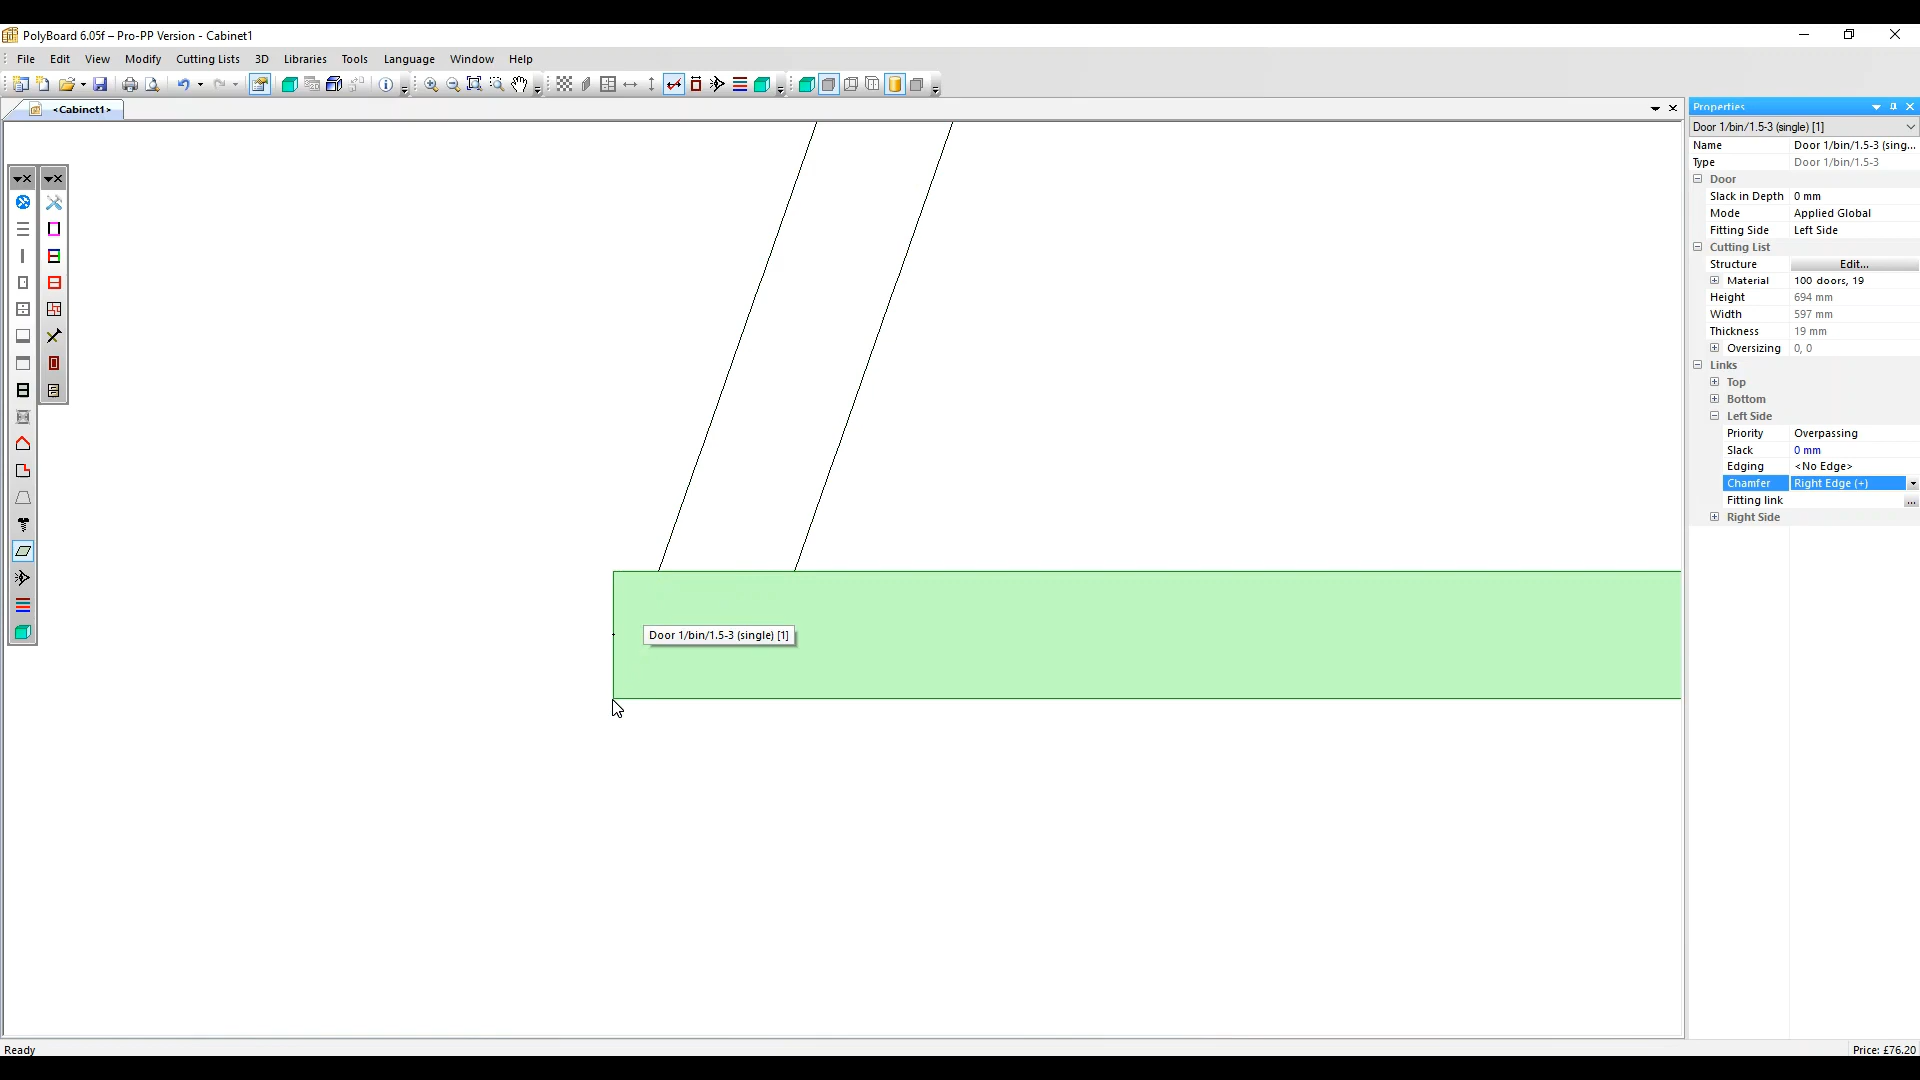 PolyBoard 6.05f – Pro-PP Version - Cabinet1
File Edit View Modify Cutting Lists 3D Libraries Tools Language Window Help
<Cabinet1>
Properties
Door 1/bin/1.5-3 (single) [1]
Name Door 1/bin/1.5-3 (sing...
Type Door 1/bin/1.5-3
Door
Slack in Depth 0 mm
Mode Applied Global
Fitting Side Left Side
Cutting List
Structure Edit...
Material 100 doors, 19
Height 694 mm
Width 597 mm
Thickness 19 mm
Oversizing 0, 0
Links
Top
Bottom
Left Side
Priority Overpassing
Slack 0 mm
Edging <No Edge>
Chamfer Right Edge (+)
Fitting link ...
Right Side
Door 1/bin/1.5-3 (single) [1]
Ready
Price: £76.20